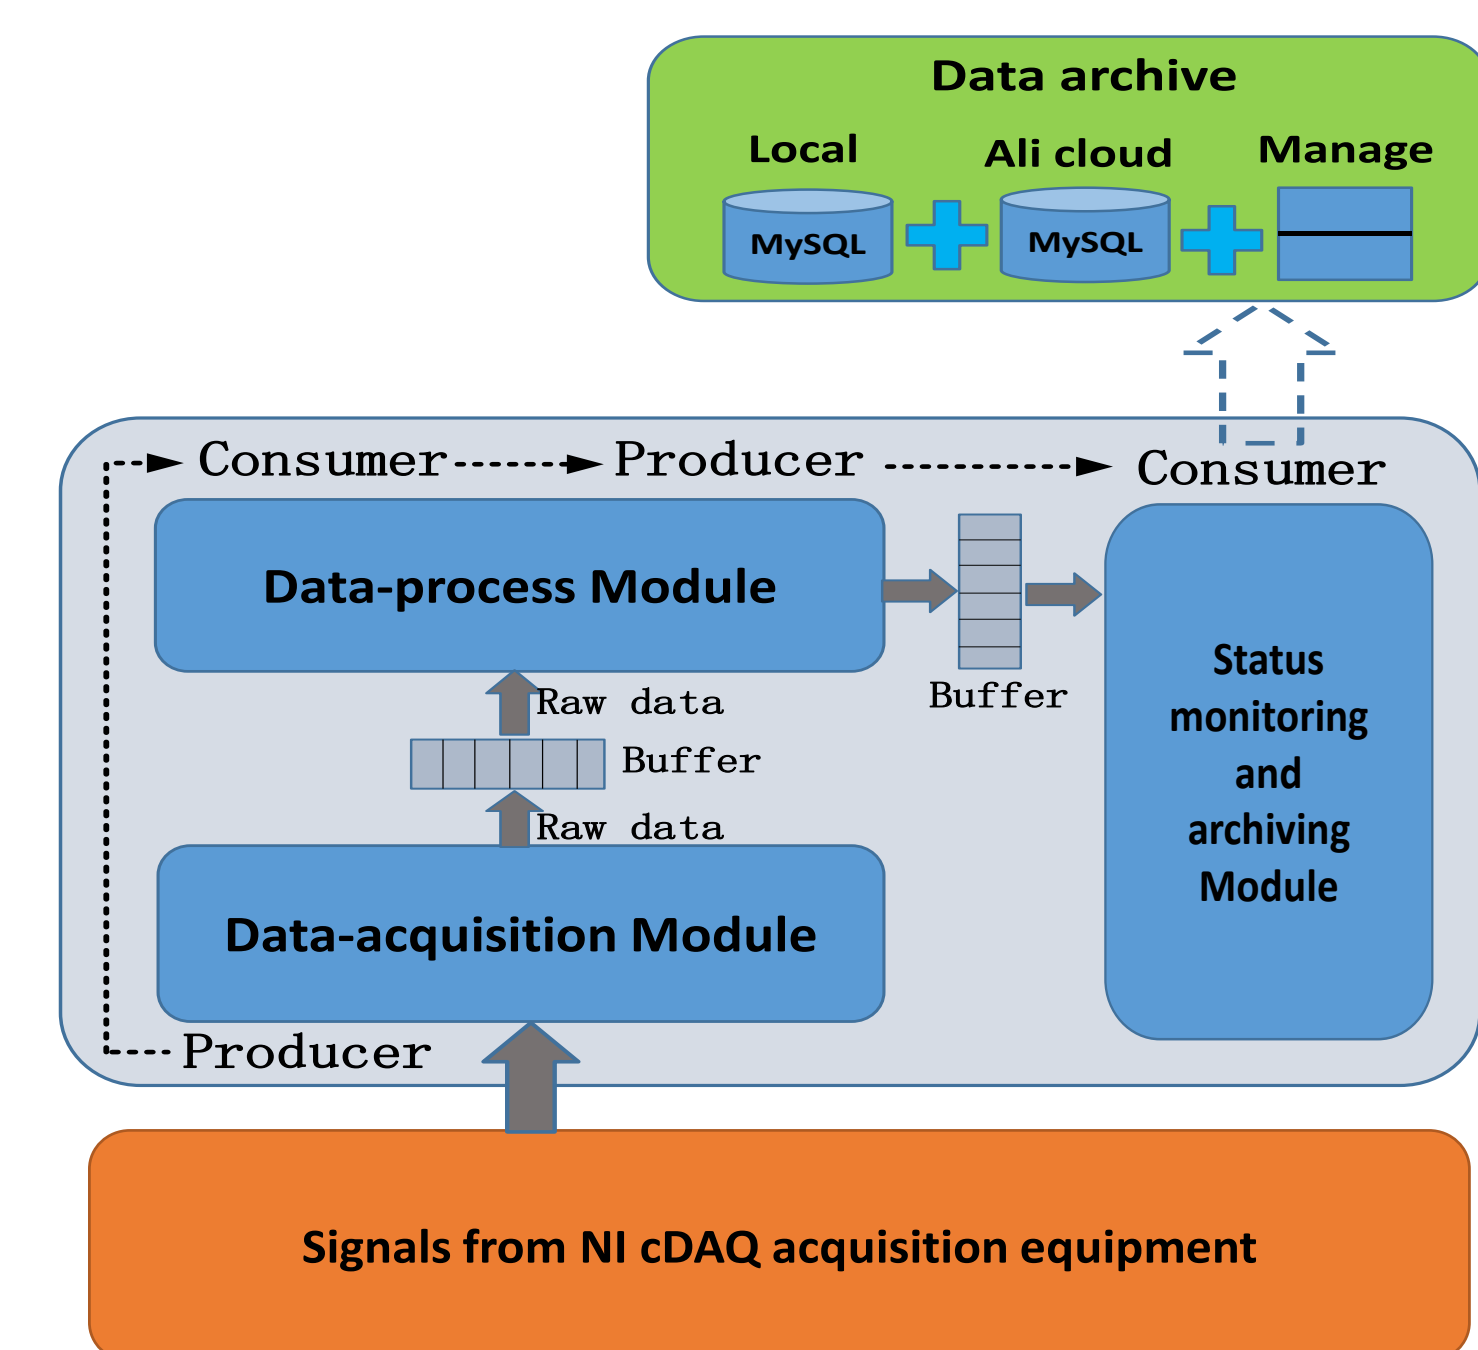 Data archive
Local
Ali cloud
Manage
MySQL
MySQL
Consumer
Producer
Consumer
Data-process Module
Status
monitoring
and
archiving
Module
Buffer
Raw data
Buffer
Raw data
Data-acquisition Module
Producer
Signals from NI cDAQ acquisition equipment